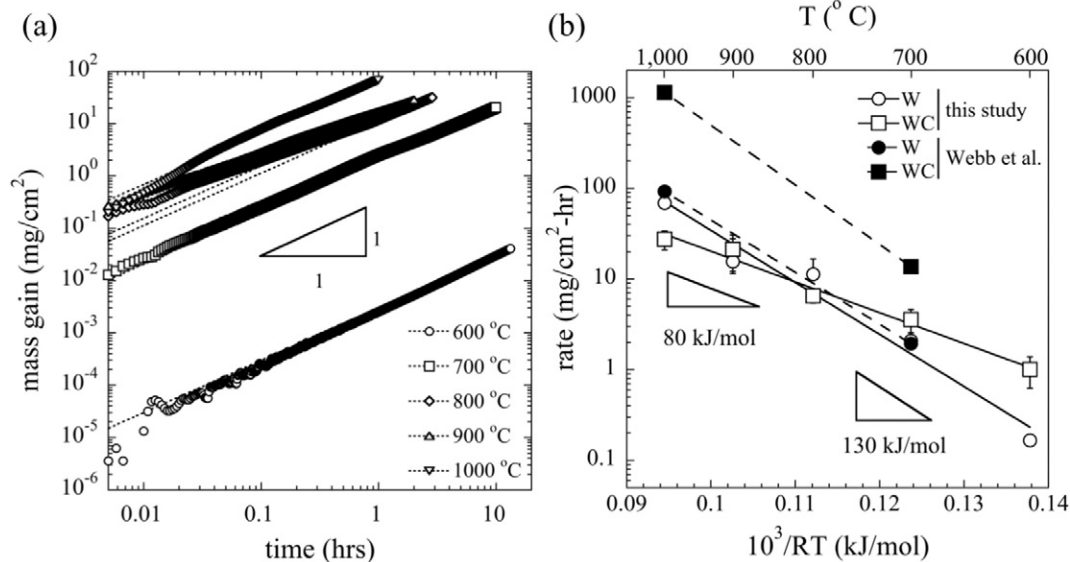 (a)
mass gain (mg/cm²)
10²
10¹
10⁰
10⁻¹
10⁻²
10⁻³
10⁻⁴
10⁻⁵
10⁻⁶
1
1
600 °C
700 °C
800 °C
900 °C
1000 °C
0.01
0.1
1
10
time (hrs)
(b)
T (° C)
1,000
900
800
700
600
rate (mg/cm²-hr)
1000
100
10
1
0.1
W
WC
this study
W
WC
Webb et al.
80 kJ/mol
130 kJ/mol
0.09
0.1
0.11
0.12
0.13
0.14
10³/RT (kJ/mol)